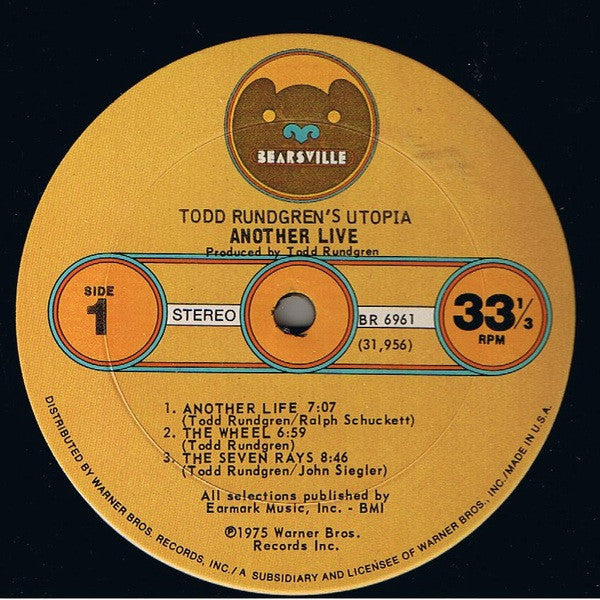 BEARSVILLE
TODD RUNDGREN'S UTOPIA
ANOTHER LIVE
Produced by Todd Rundgren
SIDE
1
STEREO
BR 6961
(31,956)
33 1/3
RPM
1. ANOTHER LIFE 7:07
(Todd Rundgren/Ralph Schuckett)
2. THE WHEEL 6:59
(Todd Rundgren)
3. THE SEVEN RAYS 8:46
(Todd Rundgren/John Siegler)
All selections published by
Earmark Music, Inc. - BMI
℗1975 Warner Bros.
Records Inc.
DISTRIBUTED BY WARNER BROS. RECORDS, INC./A SUBSIDIARY AND LICENSEE OF WARNER BROS., INC./MADE IN U.S.A.